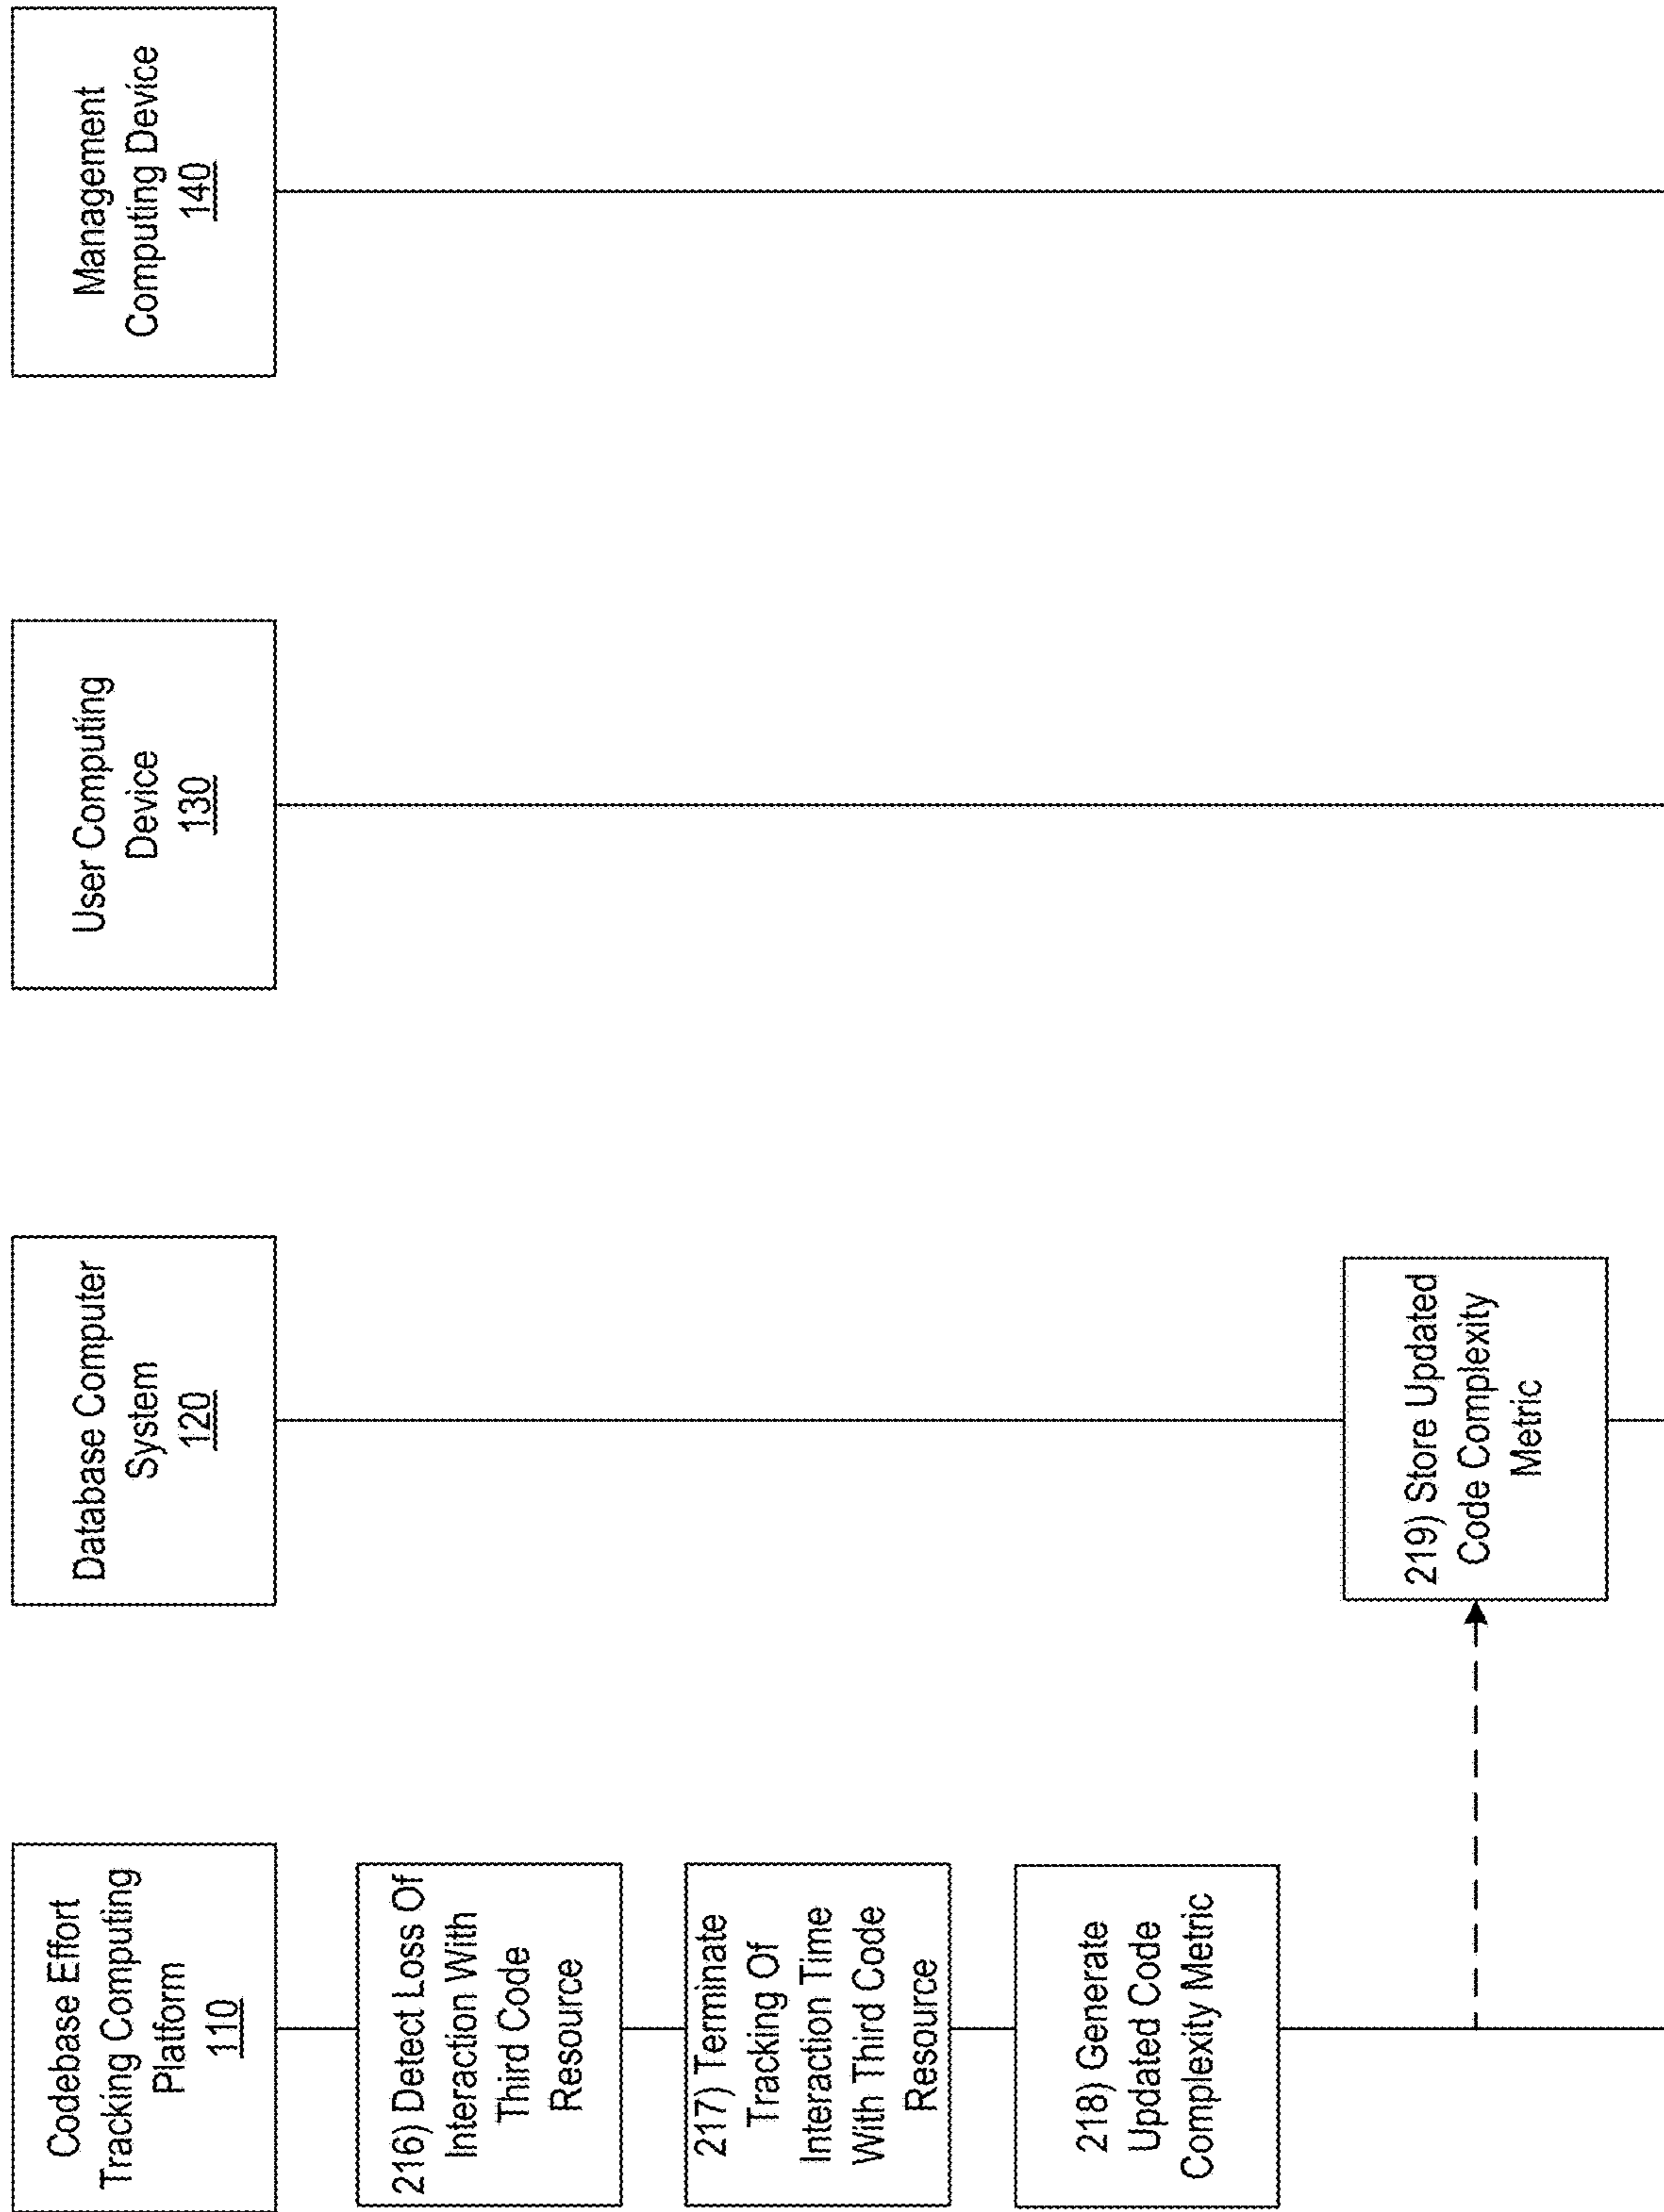 Codebase Effort
Tracking Computing
Platform
110
Database Computer
System
120
User Computing
Device
130
Management
Computing Device
140
216) Detect Loss Of
Interaction With
Third Code
Resource
217) Terminate
Tracking Of
Interaction Time
With Third Code
Resource
218) Generate
Updated Code
Complexity Metric
219) Store Updated
Code Complexity
Metric